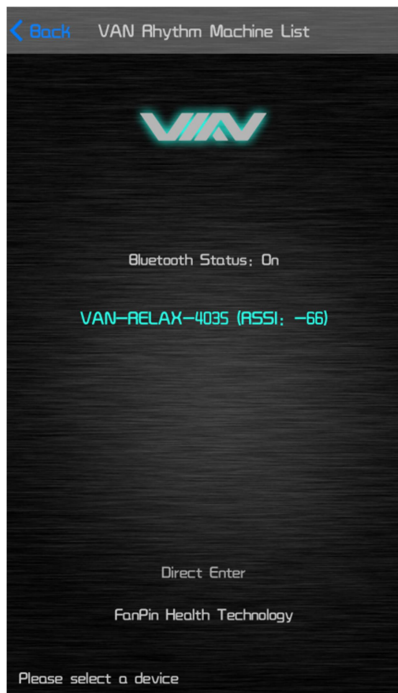 Back VAN Rhythm Machine List
VAN
Bluetooth Status: On
VAN-RELAX-4035 (RSSI: -66)
Direct Enter
FanPin Health Technology
Please select a device